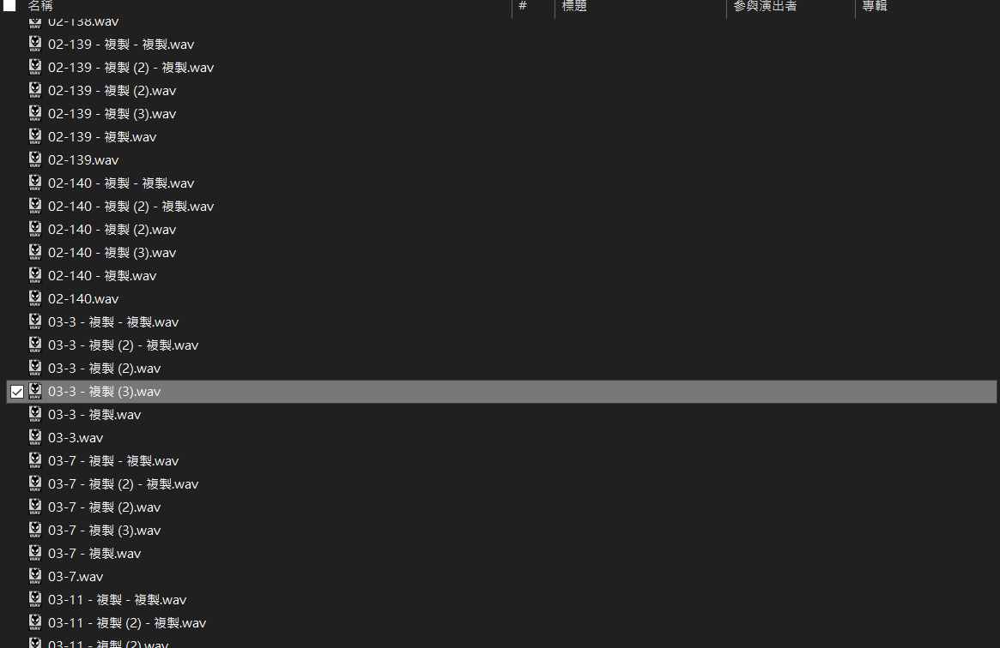 名稱 # 標題 參與演出者 專輯
02-138.wav
02-139 - 複製 - 複製.wav
02-139 - 複製 (2) - 複製.wav
02-139 - 複製 (2).wav
02-139 - 複製 (3).wav
02-139 - 複製.wav
02-139.wav
02-140 - 複製 - 複製.wav
02-140 - 複製 (2) - 複製.wav
02-140 - 複製 (2).wav
02-140 - 複製 (3).wav
02-140 - 複製.wav
02-140.wav
03-3 - 複製 - 複製.wav
03-3 - 複製 (2) - 複製.wav
03-3 - 複製 (2).wav
03-3 - 複製 (3).wav
03-3 - 複製.wav
03-3.wav
03-7 - 複製 - 複製.wav
03-7 - 複製 (2) - 複製.wav
03-7 - 複製 (2).wav
03-7 - 複製 (3).wav
03-7 - 複製.wav
03-7.wav
03-11 - 複製 - 複製.wav
03-11 - 複製 (2) - 複製.wav
03-11 - 複製 (2).wav